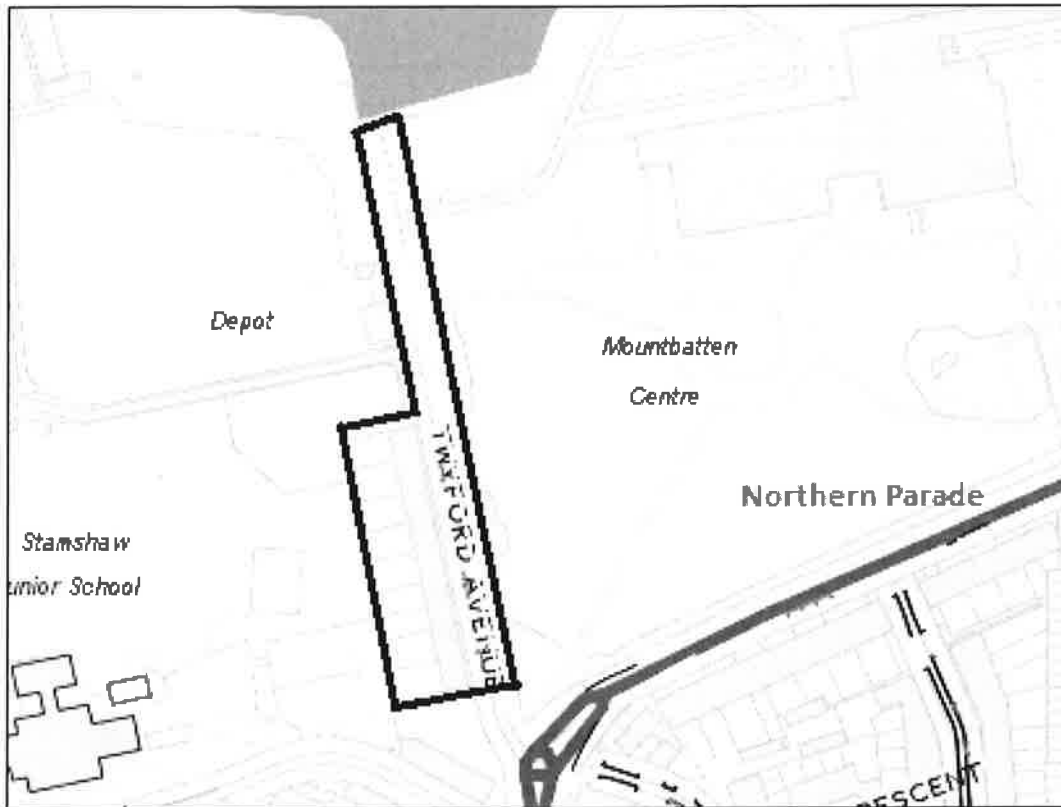 Depot
Mountbatten
Centre
TWYFORD AVENUE
Northern Parade
Stamshaw
unior School
RESCENT